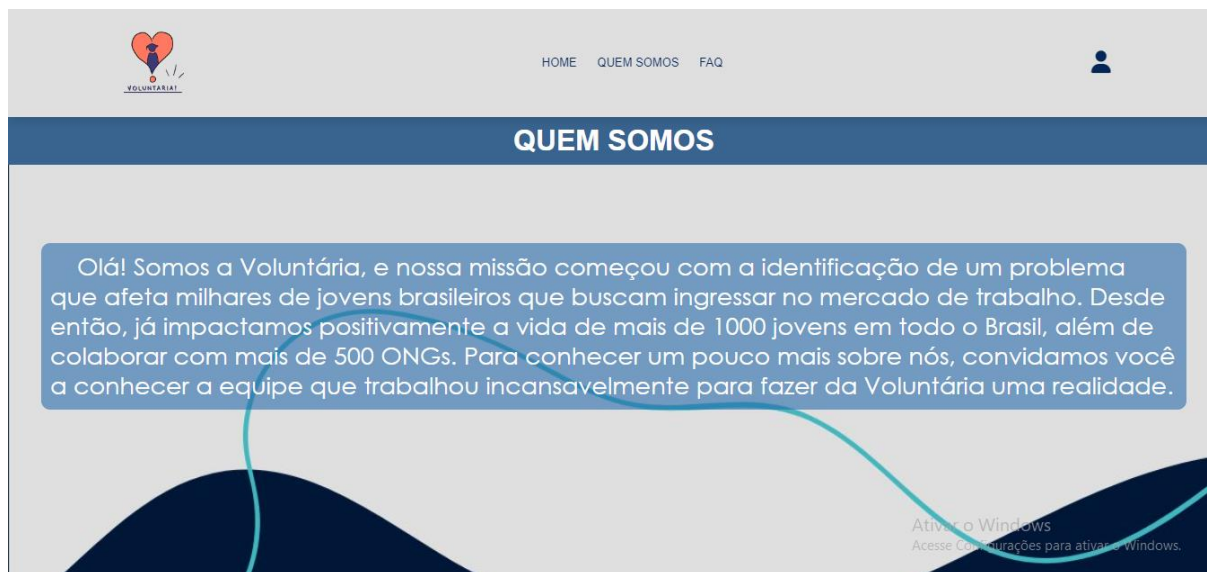 VOLUNTARIA!
HOME QUEM SOMOS FAQ
QUEM SOMOS
Olá! Somos a Voluntária, e nossa missão começou com a identificação de um problema
que afeta milhares de jovens brasileiros que buscam ingressar no mercado de trabalho. Desde
então, já impactamos positivamente a vida de mais de 1000 jovens em todo o Brasil, além de
colaborar com mais de 500 ONGs. Para conhecer um pouco mais sobre nós, convidamos você
a conhecer a equipe que trabalhou incansavelmente para fazer da Voluntária uma realidade.
Ativar o Windows
Acesse Configurações para ativar o Windows.